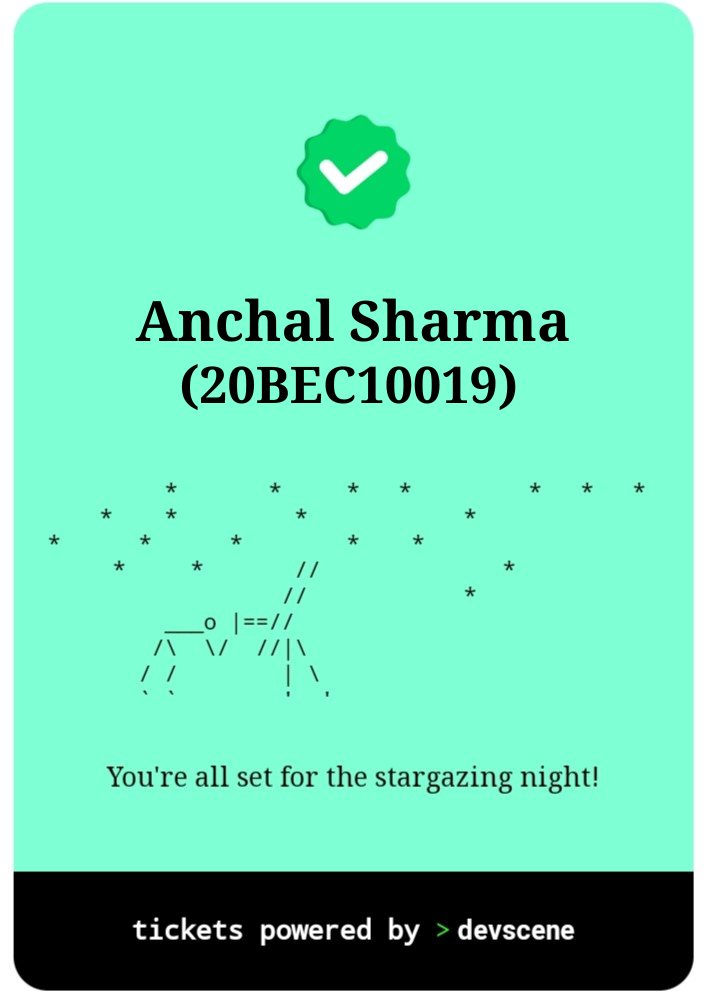 Anchal Sharma
(20BEC10019)
         *       *     *   *         *   *   *
    *    *         *            *
*      *      *        *    *
     *     *       //              *
                  //            *
         ___o |==//
        /\  \/  //|\
       / /        | \
       ` `        '  '
You're all set for the stargazing night!
tickets powered by > devscene